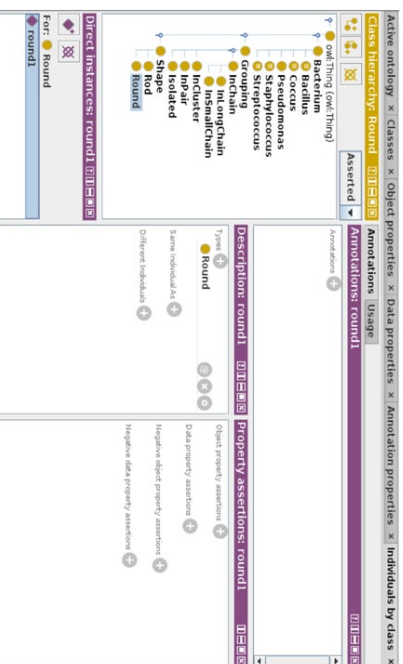 Active ontology × Classes × Object properties × Data properties × Annotation properties × Individuals by class ×
Class hierarchy: Round
Asserted
owl:Thing (owl:Thing)
Bacterium
Bacillus
Coccus
Pseudomonas
Staphylococcus
Streptococcus
Grouping
InChain
InLongChain
InSmallChain
InCluster
InPair
Isolated
Shape
Rod
Round
Direct instances: round1
For: Round
round1
Annotations Usage
Annotations: round1
Annotations
Description: round1
Types
Round
Same Individual As
Different Individuals
Property assertions: round1
Object property assertions
Data property assertions
Negative object property assertions
Negative data property assertions